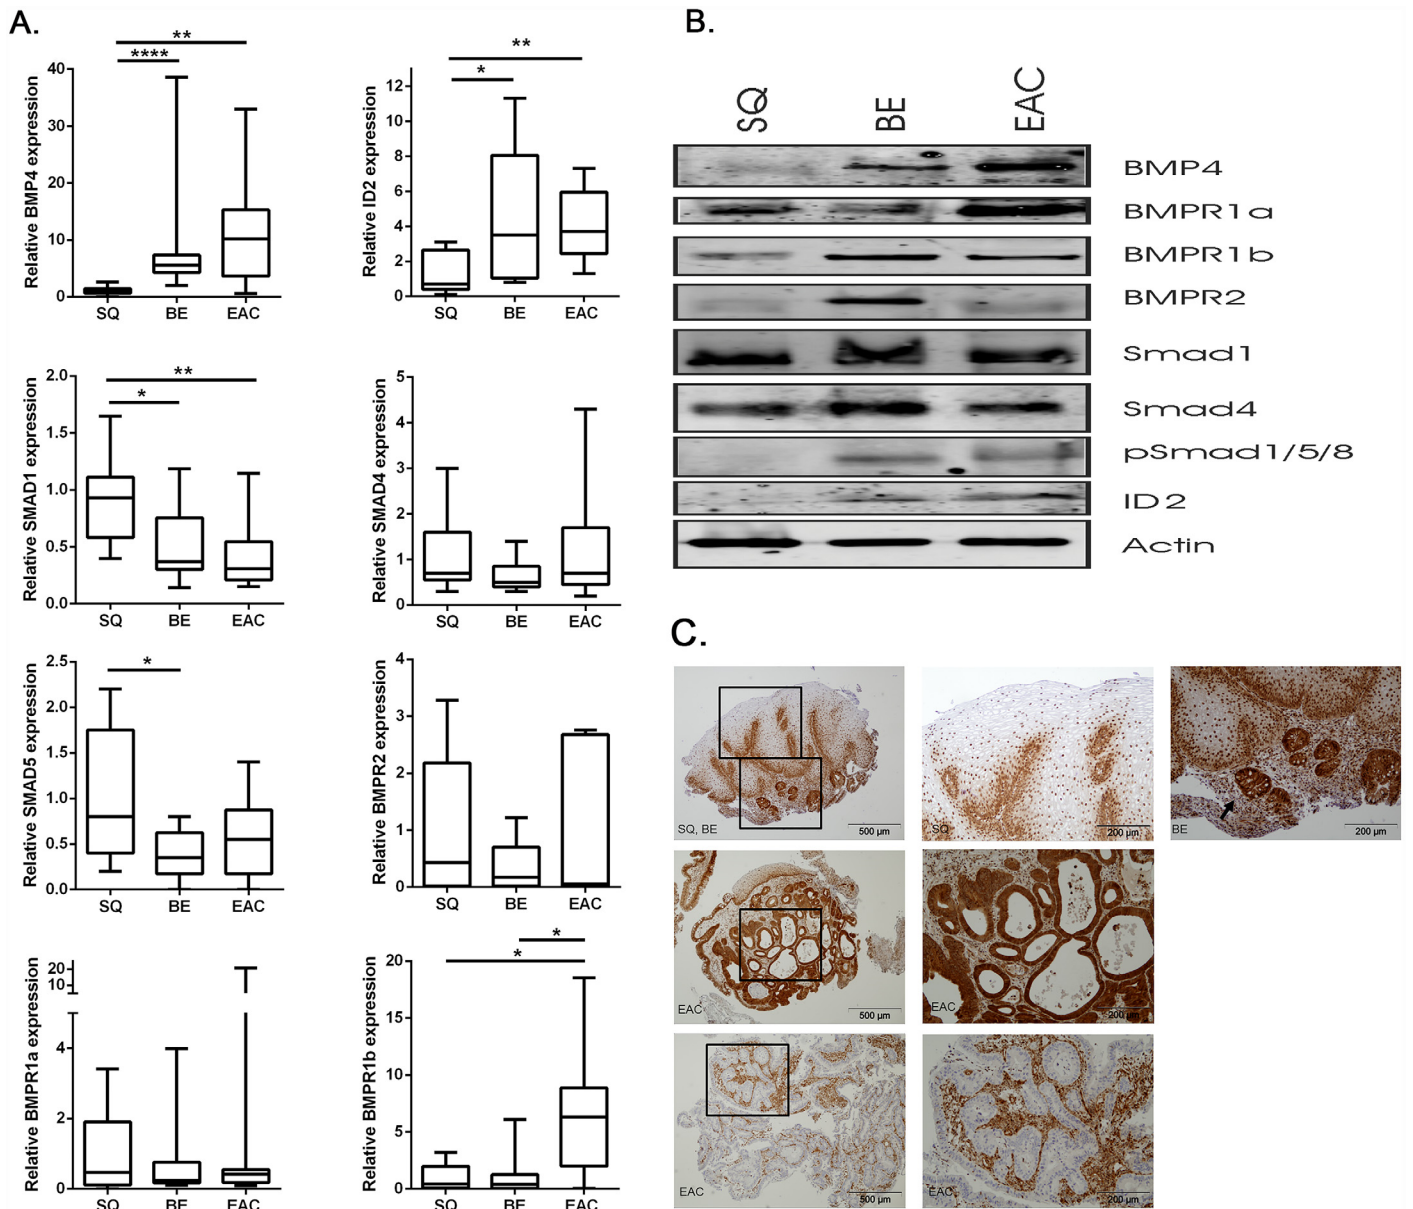 A.
**
****
Relative BMP4 expression
40
30
20
10
0
SQ BE EAC
**
*
Relative ID2 expression
12
10
8
6
4
2
0
SQ BE EAC
**
*
Relative SMAD1 expression
2.0
1.5
1.0
0.5
0.0
SQ BE EAC
Relative SMAD4 expression
5
4
3
2
1
0
SQ BE EAC
*
Relative SMAD5 expression
2.5
2.0
1.5
1.0
0.5
0.0
SQ BE EAC
Relative BMPR2 expression
4
3
2
1
0
SQ BE EAC
Relative BMPR1a expression
20
10
4
2
0
SQ BE EAC
*
*
Relative BMPR1b expression
20
15
10
5
0
SQ BE EAC
B.
SQ BE EAC
BMP4
BMPR1a
BMPR1b
BMPR2
Smad1
Smad4
pSmad1/5/8
ID2
Actin
C.
SQ, BE 500 µm
SQ 200 µm
BE 200 µm
EAC 500 µm
EAC 200 µm
EAC 500 µm
EAC 200 µm